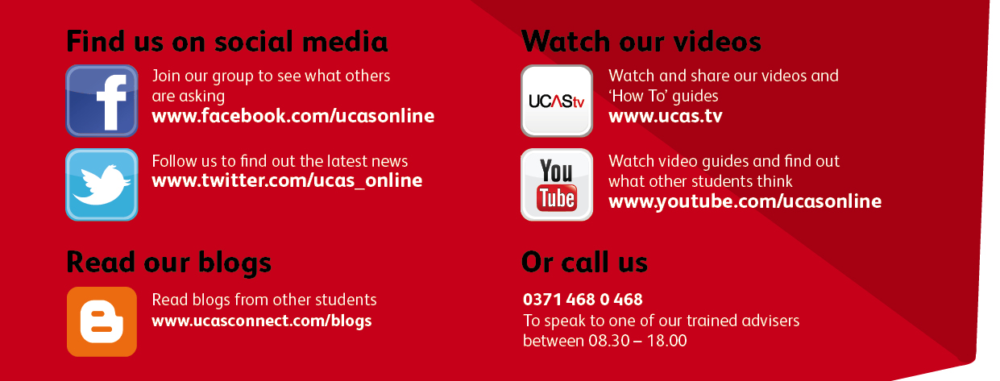 Find us on social media
Join our group to see what others
are asking
www.facebook.com/ucasonline
Follow us to find out the latest news
www.twitter.com/ucas_online
Watch our videos
UCAStv
Watch and share our videos and
‘How To’ guides
www.ucas.tv
You
Tube
Watch video guides and find out
what other students think
www.youtube.com/ucasonline
Read our blogs
Read blogs from other students
www.ucasconnect.com/blogs
Or call us
0371 468 0 468
To speak to one of our trained advisers
between 08.30 – 18.00